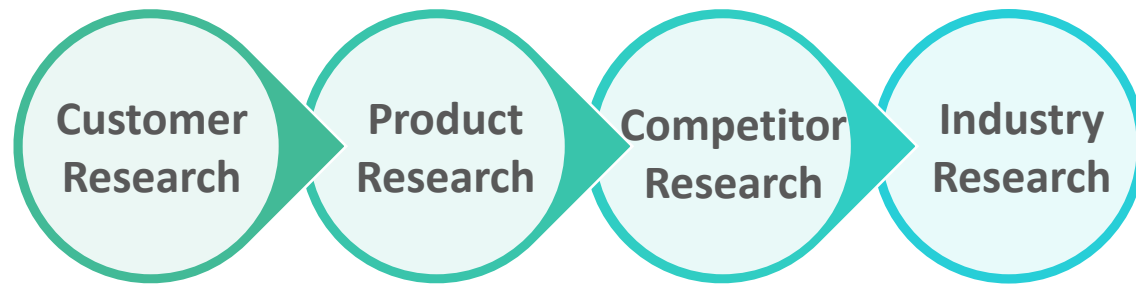 Customer
Research
Product
Research
Competitor
Research
Industry
Research